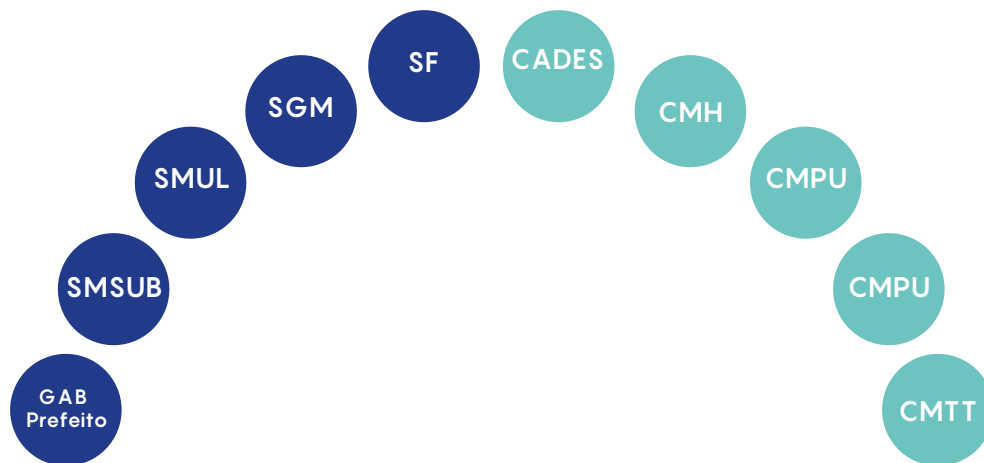 SF
CADES
SGM
CMH
SMUL
CMPU
SMSUB
CMPU
GAB
Prefeito
CMTT